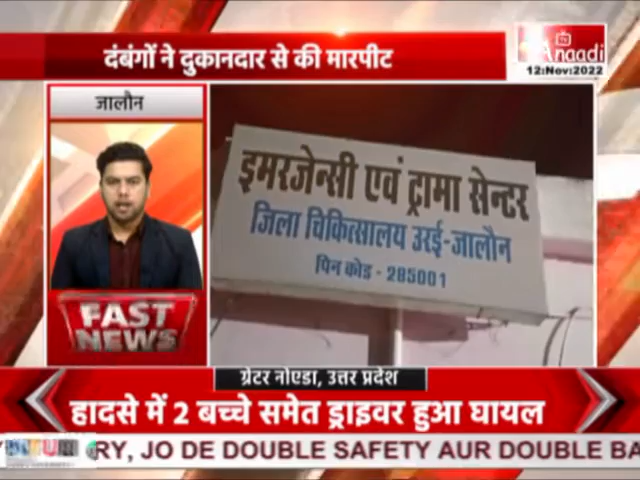 दंबंगों ने दुकानदार से की मारपीट
Anaadi
TV
12:Nov:2022
जालौन
इमरजेन्सी एवं ट्रामा सेन्टर
जिला चिकित्सालय उरई-जालौन
पिन कोड - 285001
FAST
NEWS
ग्रेटर नोएडा, उत्तर प्रदेश
हादसे में 2 बच्चे समेत ड्राइवर हुआ घायल
RY, JO DE DOUBLE SAFETY AUR DOUBLE BA